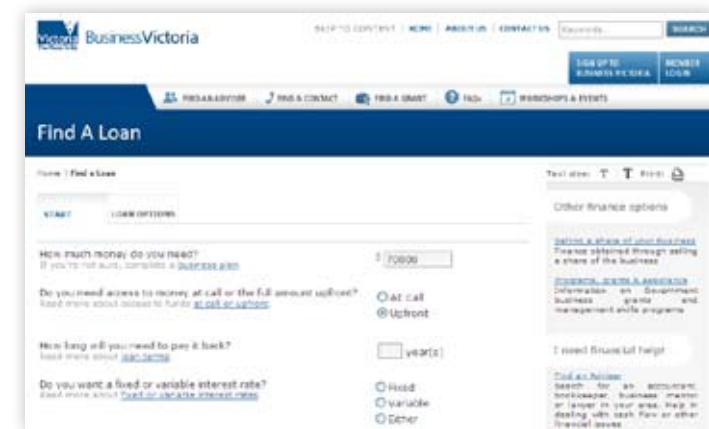 SKIP TO CONTENT | HOME | ABOUT US | CONTACT US Keywords... SEARCH
Victoria BusinessVictoria
SIGN UP TO BUSINESS VICTORIA MEMBER LOGIN
FIND AN ADVISER FIND A CONTACT FIND A GRANT FAQs WORKSHOPS & EVENTS
Find A Loan
Home | Find a Loan
Text size: T T Print:
START LOAN OPTIONS
How much money do you need? $ 70000
If you're not sure, complete a business plan
Do you need access to money at call or the full amount upfront? At call
Read more about access to funds at call or upfront Upfront
How long will you need to pay it back? year(s)
Read more about loan terms
Do you want a fixed or variable interest rate? Fixed
Read more about fixed or variable interest rates Variable
Either
Other finance options
Selling a share of your business
Finance obtained through selling
a share of the business
Programs, grants & assistance
Information on Government
business grants and
management skills programs
I need financial help!
Find an Adviser
Search for an accountant,
bookkeeper, business mentor
or lawyer in your area. Help in
dealing with cash flow or other
financial issues